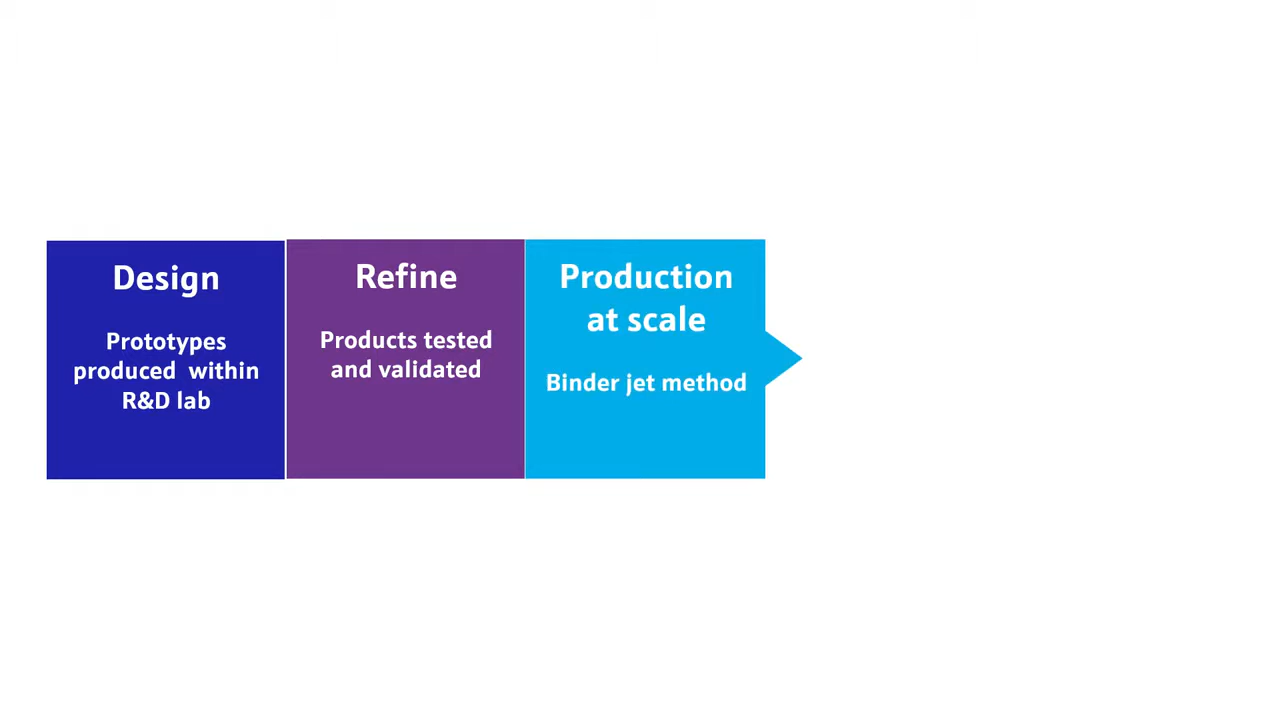 Design
Prototypes
produced within
R&D lab
Refine
Products tested
and validated
Production
at scale
Binder jet method